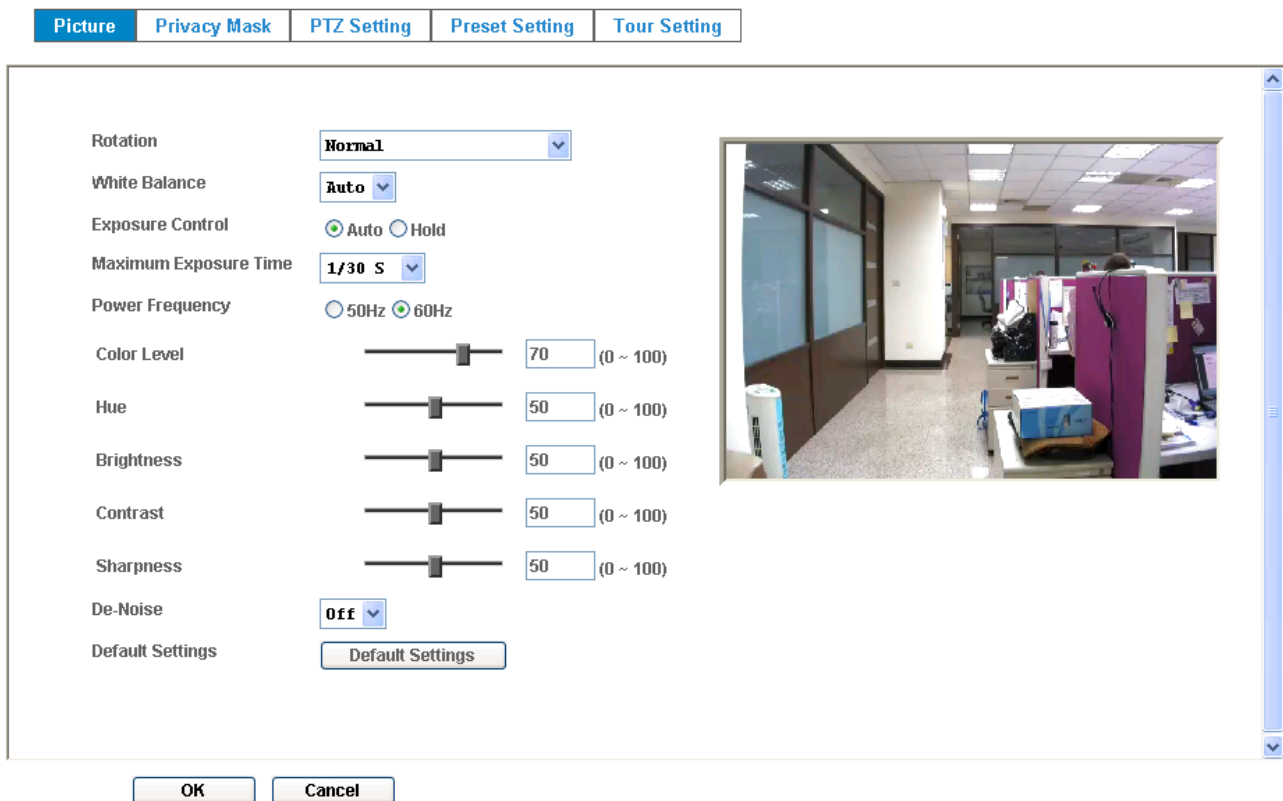 Picture Privacy Mask PTZ Setting Preset Setting Tour Setting
Rotation Normal
White Balance Auto
Exposure Control Auto Hold
Maximum Exposure Time 1/30 S
Power Frequency 50Hz 60Hz
Color Level 70 (0 ~ 100)
Hue 50 (0 ~ 100)
Brightness 50 (0 ~ 100)
Contrast 50 (0 ~ 100)
Sharpness 50 (0 ~ 100)
De-Noise Off
Default Settings Default Settings
OK Cancel